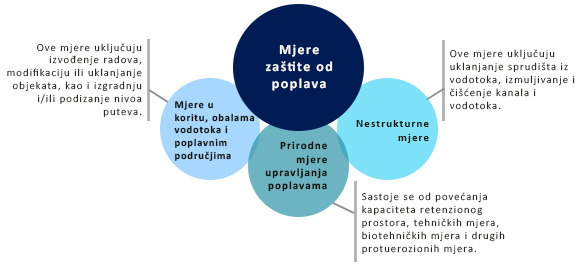 Mjere
zaštite od
poplava
Ove mjere uključuju
izvođenje radova,
modifikaciju ili uklanjanje
objekata, kao i izgradnju
i/ili podizanje nivoa
puteva.
Mjere u
koritu, obalama
vodotoka i
poplavnim
područjima
Prirodne
mjere
upravljanja
poplavama
Sastoje se od povećanja
kapaciteta retenzionog
prostora, tehničkih mjera,
biotehničkih mjera i drugih
protuerozionih mjera.
Nestrukturne
mjere
Ove mjere uključuju
uklanjanje sprudišta iz
vodotoka, izmuljivanje i
čišćenje kanala i
vodotoka.